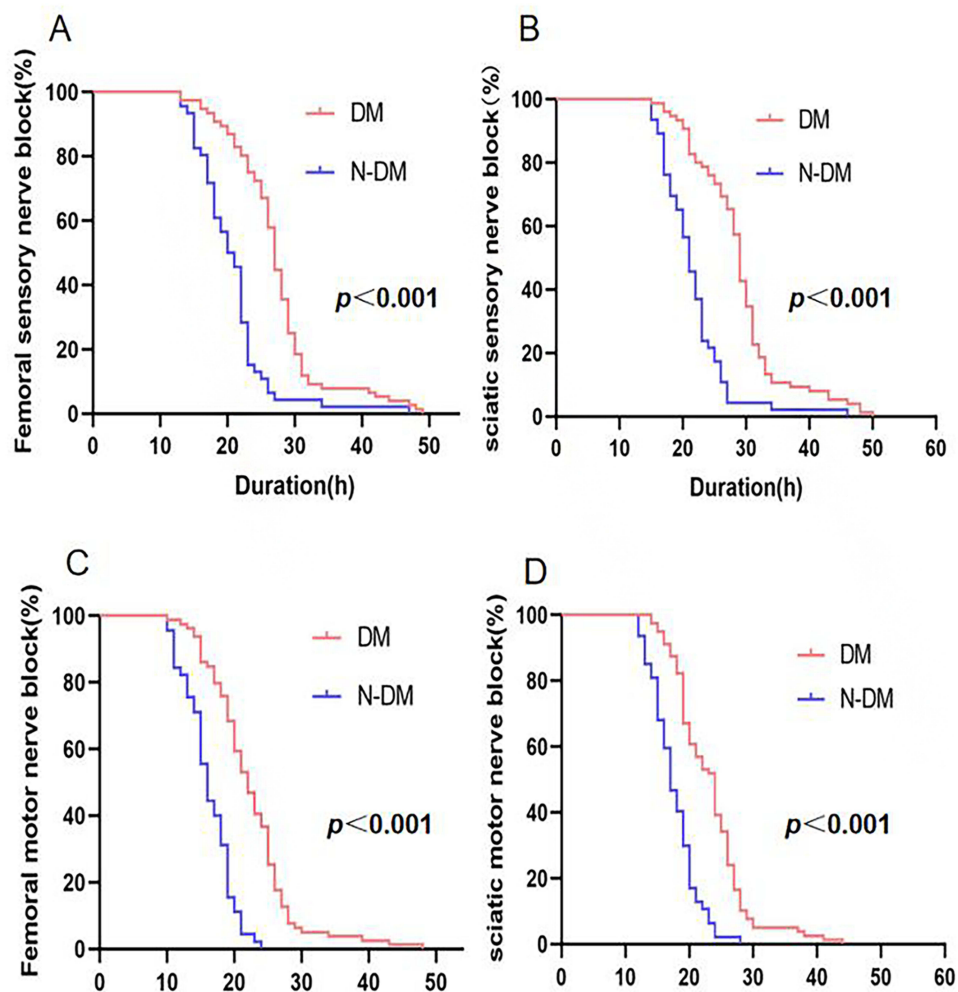 A
Femoral sensory nerve block(%)
100
80
60
40
20
0
DM
N-DM
p<0.001
0 10 20 30 40 50
Duration(h)
B
sciatic sensory nerve block(%)
100
80
60
40
20
0
DM
N-DM
p<0.001
0 10 20 30 40 50 60
Duration(h)
C
Femoral motor nerve block(%)
100
80
60
40
20
0
DM
N-DM
p<0.001
0 10 20 30 40 50
D
sciatic motor nerve block(%)
100
80
60
40
20
0
DM
N-DM
p<0.001
0 10 20 30 40 50 60